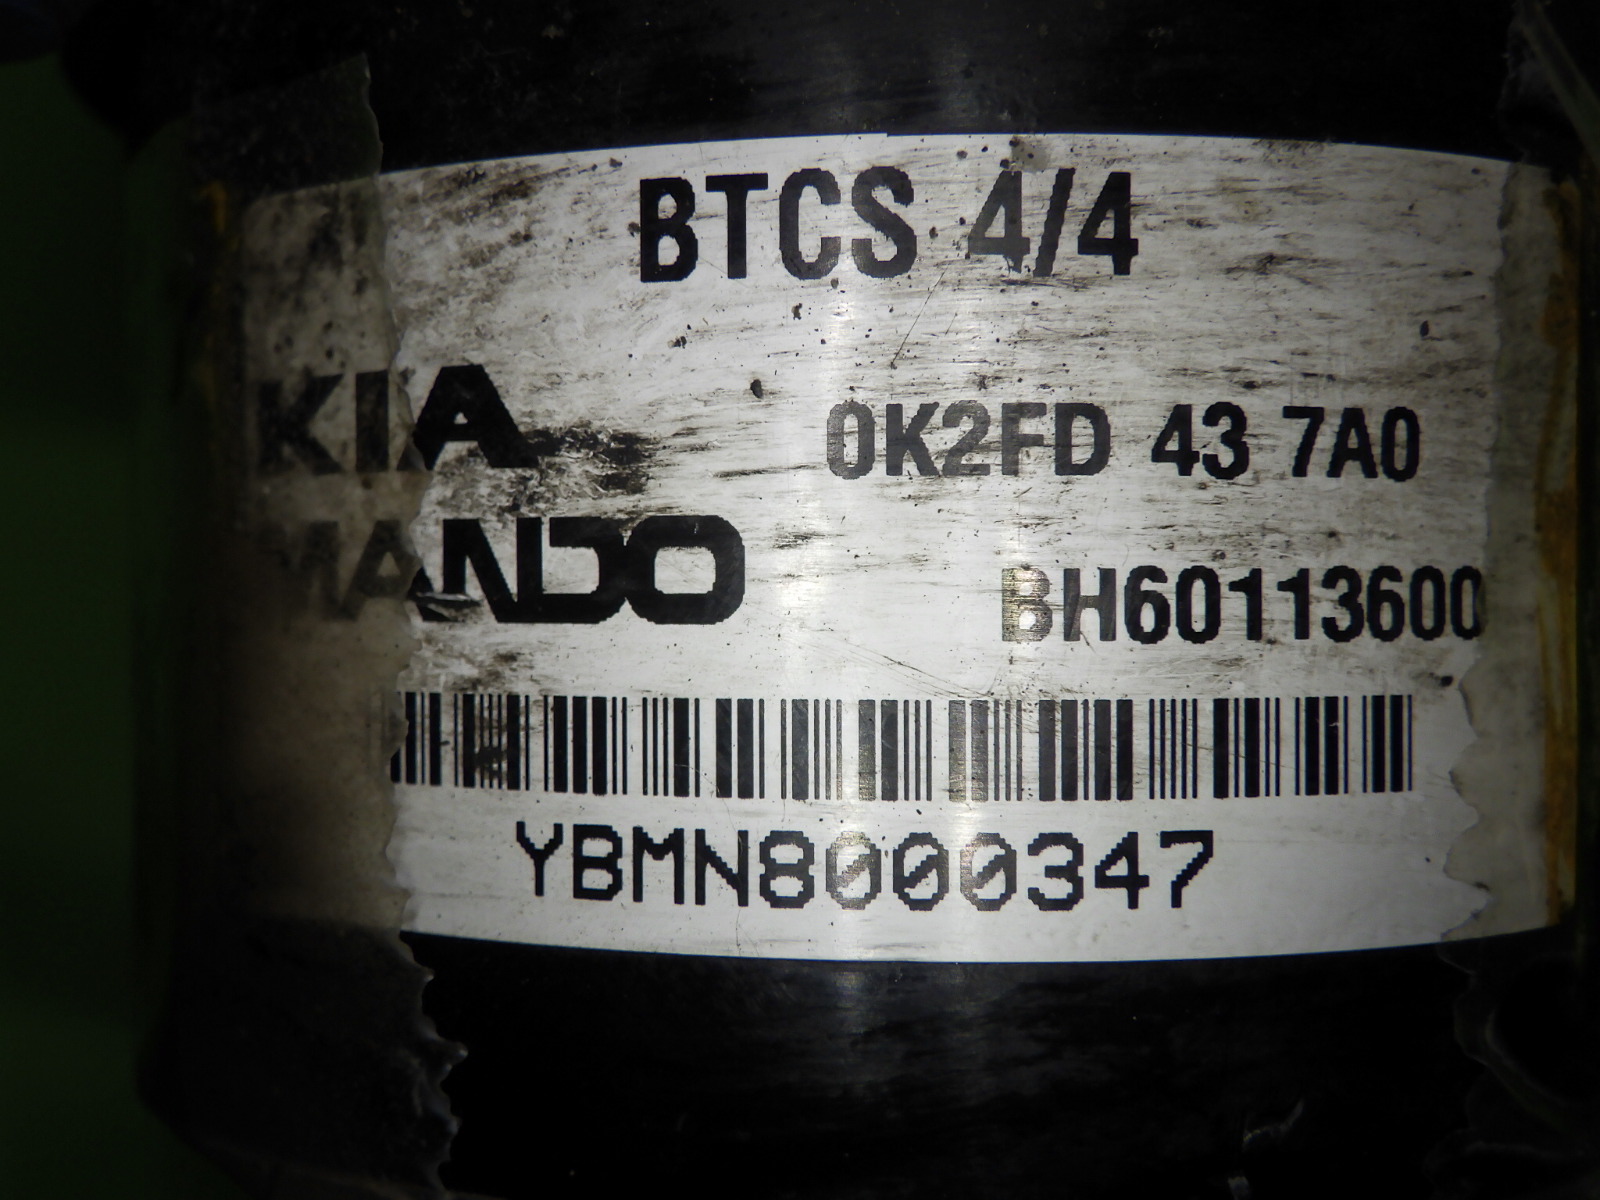 BTCS 4/4
KIA 0K2FD 43 7A0
MANDO BH60113600
YBMN8000347